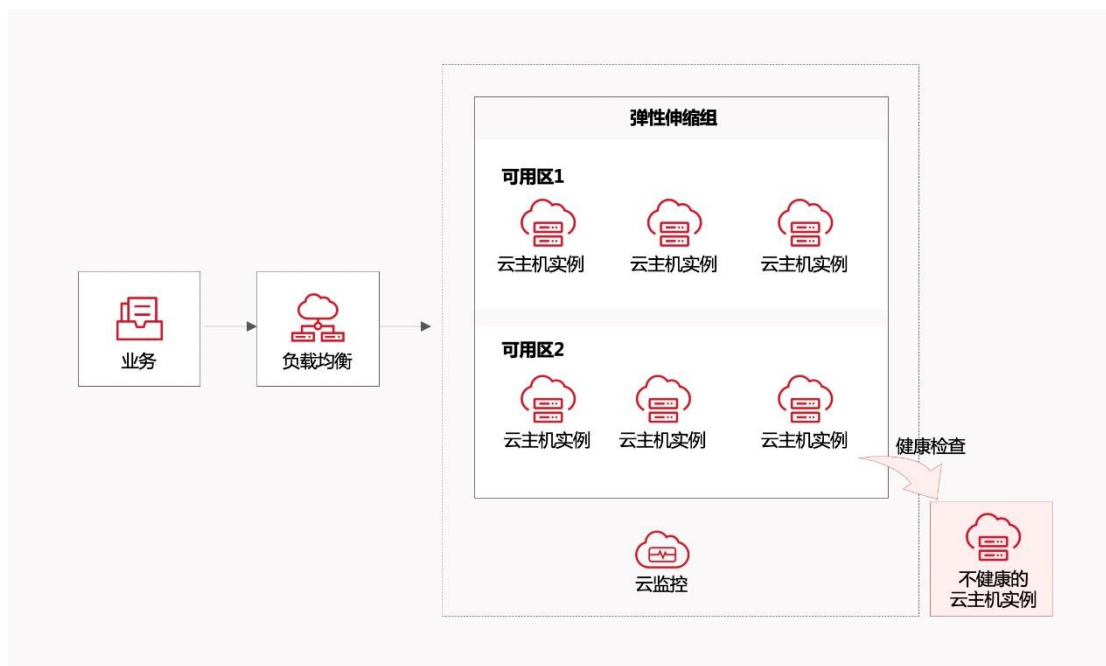 弹性伸缩组
可用区1
云主机实例 云主机实例 云主机实例
业务
负载均衡
可用区2
云主机实例 云主机实例 云主机实例
健康检查
云监控
不健康的
云主机实例